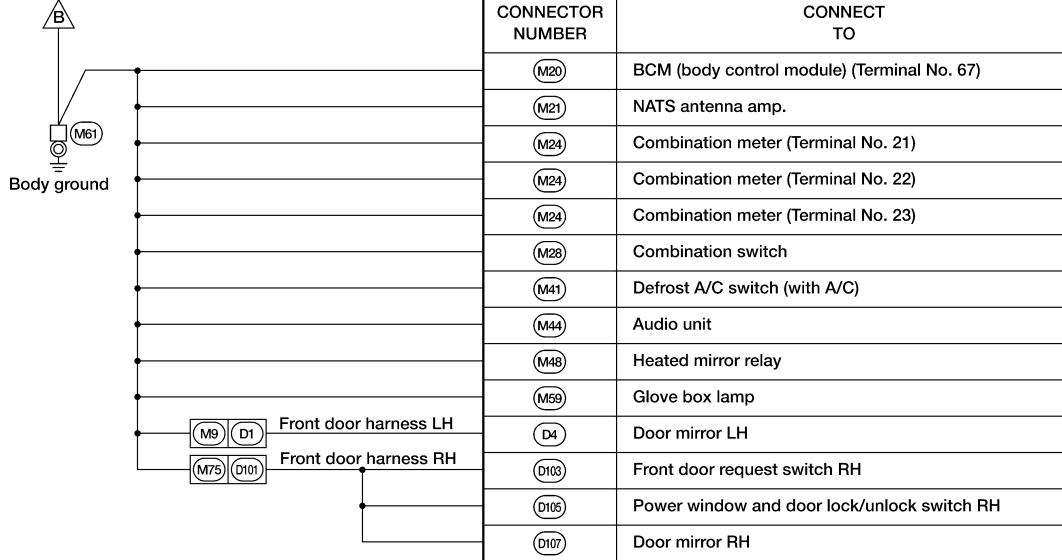 B
CONNECTOR
NUMBER
CONNECT
TO
M20 BCM (body control module) (Terminal No. 67)
M21 NATS antenna amp.
M61
M24 Combination meter (Terminal No. 21)
Body ground
M24 Combination meter (Terminal No. 22)
M24 Combination meter (Terminal No. 23)
M28 Combination switch
M41 Defrost A/C switch (with A/C)
M44 Audio unit
M48 Heated mirror relay
M59 Glove box lamp
M9 D1 Front door harness LH D4 Door mirror LH
M75 D101 Front door harness RH D103 Front door request switch RH
D105 Power window and door lock/unlock switch RH
D107 Door mirror RH